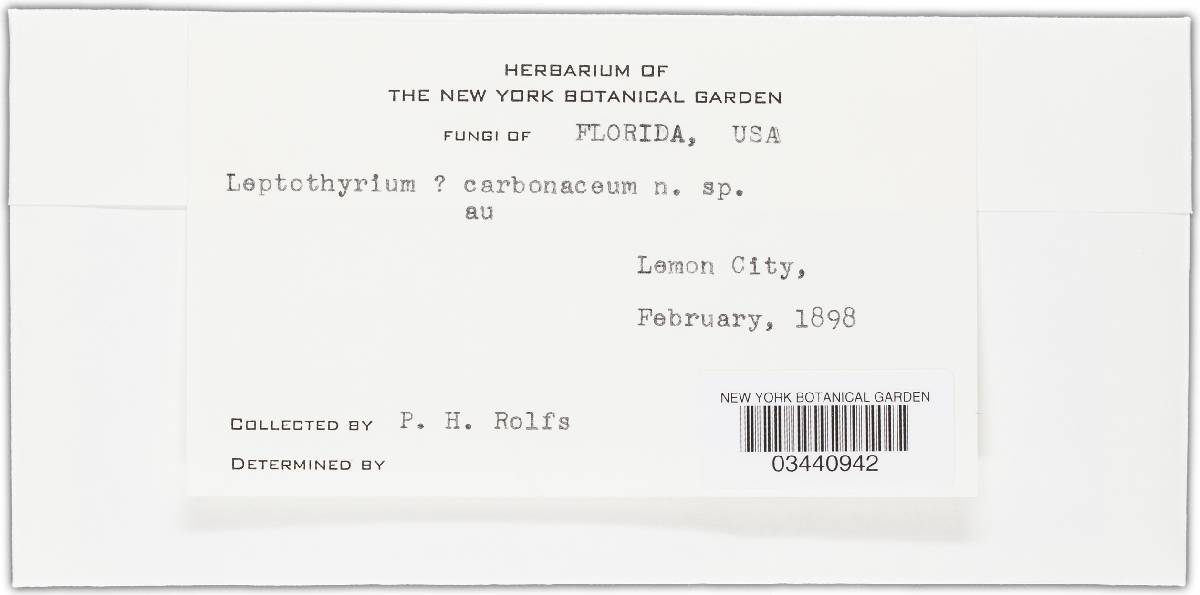 HERBARIUM OF
THE NEW YORK BOTANICAL GARDEN
FUNGI OF FLORIDA, USA
Leptothyrium ? carbonaceum n. sp.
au
Lemon City,
February, 1898
COLLECTED BY P. H. Rolfs
DETERMINED BY
NEW YORK BOTANICAL GARDEN
03440942